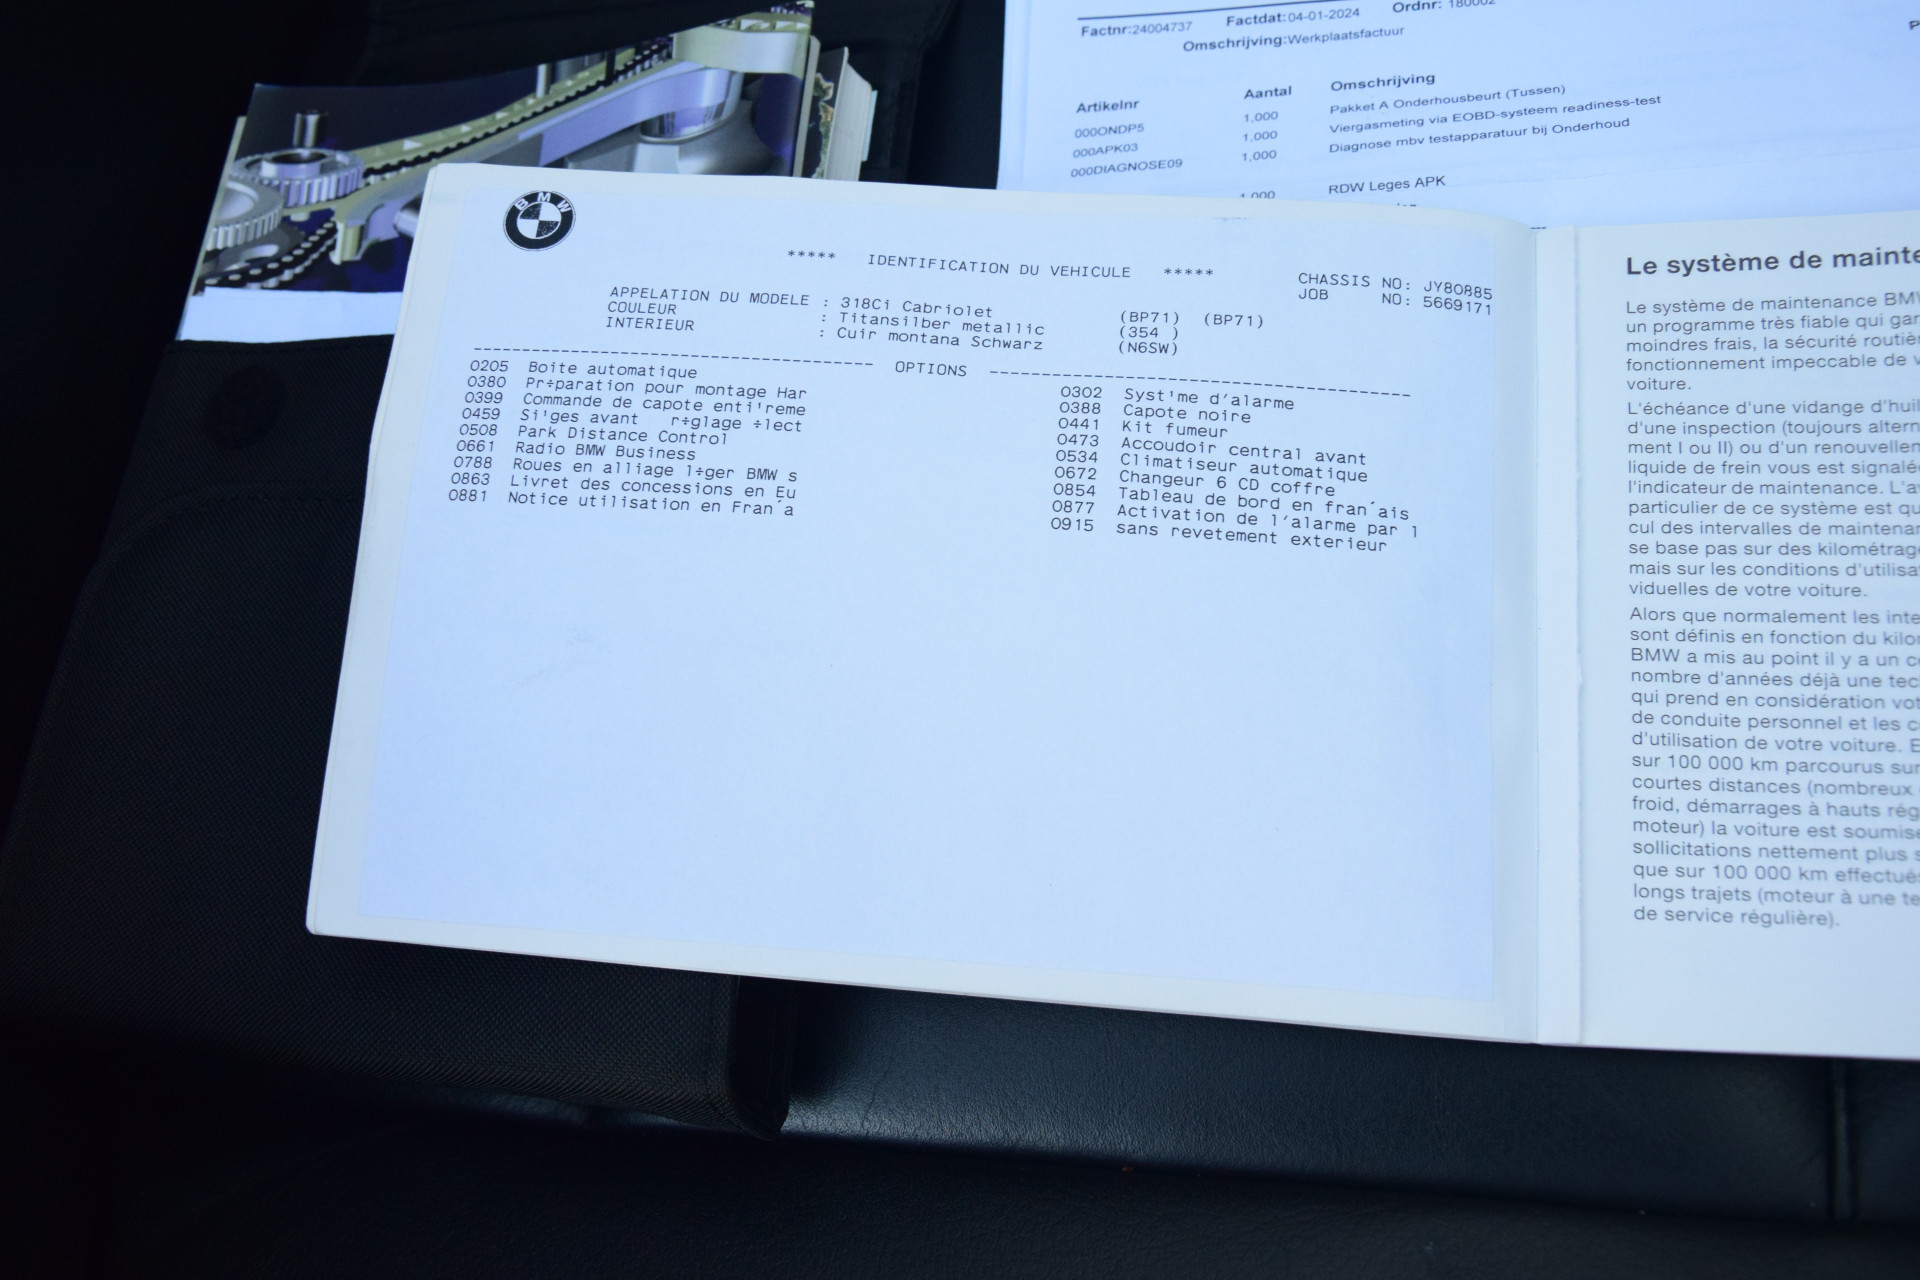 Factnr:24004737 Factdat:04-01-2024 Ordnr: 180002
Omschrijving:Werkplaatsfactuur
Artikelnr Aantal Omschrijving
000ONDP5 1,000 Pakket A Onderhousbeurt (Tussen)
000APK03 1,000 Viergasmeting via EOBD-systeem readiness-test
000DIAGNOSE09 1,000 Diagnose mbv testapparatuur bij Onderhoud
1,000 RDW Leges APK
BMW
***** IDENTIFICATION DU VEHICULE *****
CHASSIS NO: JY80885
JOB NO: 5669171
APPELATION DU MODELE : 318Ci Cabriolet (BP71) (BP71)
COULEUR : Titansilber metallic (354 )
INTERIEUR : Cuir montana Schwarz (N6SW)
OPTIONS
0205 Boite automatique 0302 Syst'me d'alarme
0380 Pr÷paration pour montage Har 0388 Capote noire
0399 Commande de capote enti'reme 0441 Kit fumeur
0459 Si'ges avant r÷glage ÷lect 0473 Accoudoir central avant
0508 Park Distance Control 0534 Climatiseur automatique
0661 Radio BMW Business 0672 Changeur 6 CD coffre
0788 Roues en alliage l÷ger BMW s 0854 Tableau de bord en fran´ais
0863 Livret des concessions en Eu 0877 Activation de l'alarme par l
0881 Notice utilisation en Fran´a 0915 sans revetement exterieur
Le système de mainte
Le système de maintenance BMW
un programme très fiable qui gar
moindres frais, la sécurité routiè
fonctionnement impeccable de v
voiture.
L'échéance d'une vidange d'huil
d'une inspection (toujours altern
ment I ou II) ou d'un renouvellem
liquide de frein vous est signalé
l'indicateur de maintenance. L'a
particulier de ce système est qu
cul des intervalles de maintenan
se base pas sur des kilométrag
mais sur les conditions d'utilisa
viduelles de votre voiture.
Alors que normalement les inte
sont définis en fonction du kilo
BMW a mis au point il y a un c
nombre d'années déjà une tec
qui prend en considération vot
de conduite personnel et les c
d'utilisation de votre voiture. E
sur 100 000 km parcourus sur
courtes distances (nombreux
froid, démarrages à hauts rég
moteur) la voiture est soumise
sollicitations nettement plus s
que sur 100 000 km effectués
longs trajets (moteur à une te
de service régulière).